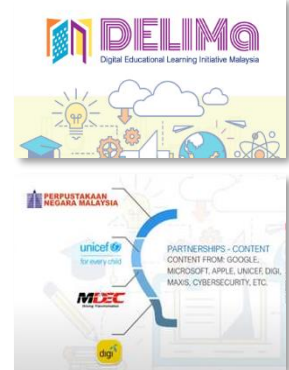 DELIMa
Digital Educational Learning Initiative Malaysia
PERPUSTAKAAN
NEGARA MALAYSIA
unicef
for every child
PARTNERSHIPS - CONTENT
CONTENT FROM: GOOGLE,
MICROSOFT, APPLE, UNICEF, DIGI,
MAXIS, CYBERSECURITY, ETC.
MDEC
digi